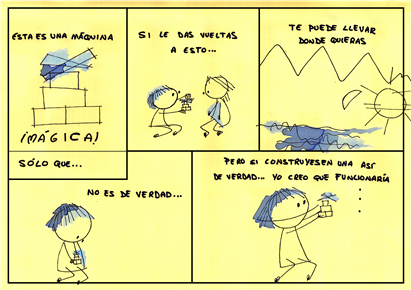 ESTA ES UNA MÁQUINA
¡MÁGICA!
SI LE DAS VUELTAS
A ESTO...
TE PUEDE LLEVAR
DONDE QUIERAS
SÓLO QUE...
NO ES DE VERDAD...
PERO SI CONSTRUYESEN UNA ASÍ
DE VERDAD... YO CREO QUE FUNCIONARÍA